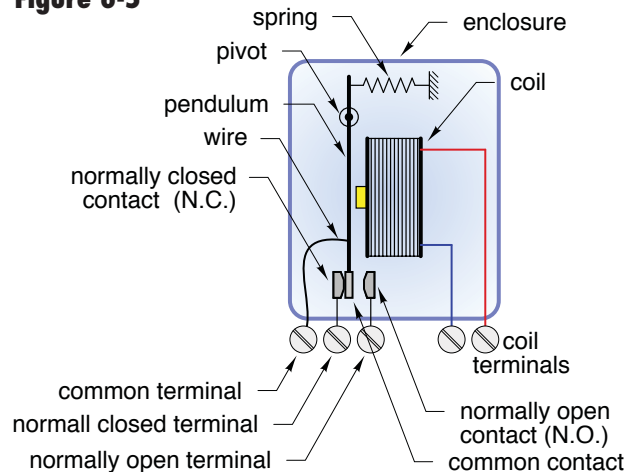 Figure 6-5
spring
enclosure
pivot
coil
pendulum
wire
normally closed
contact (N.C.)
coil
terminals
common terminal
normall closed terminal
normally open
contact (N.O.)
normally open terminal
common contact